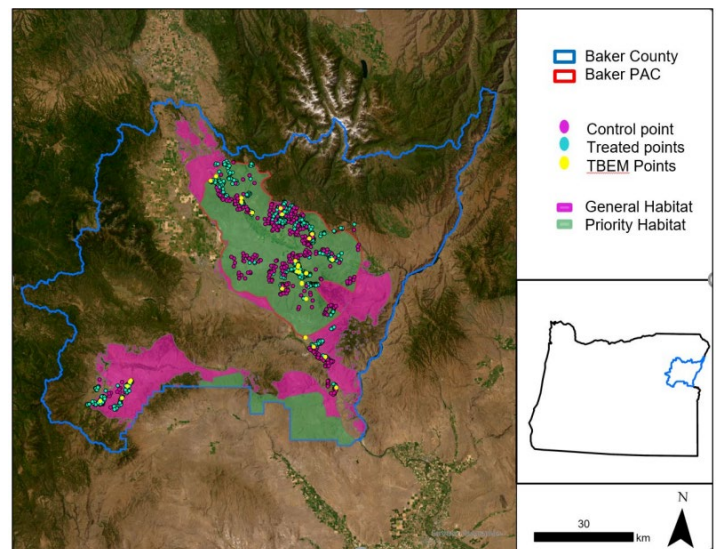 Baker County
Baker PAC
Control point
Treated points
TBEM Points
General Habitat
Priority Habitat
N
30
km